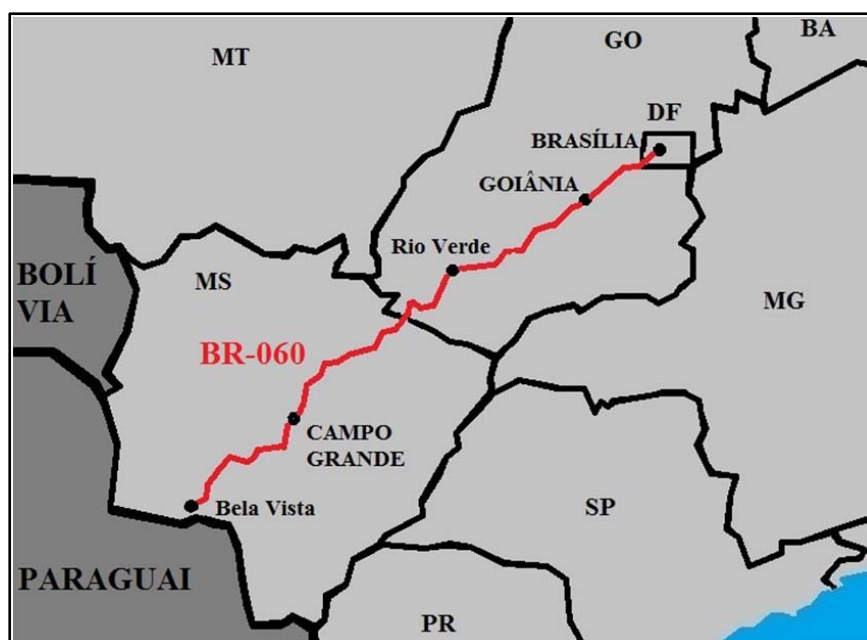 BA
GO
MT
DF
BRASÍLIA
GOIÂNIA
Rio Verde
BOLÍ
VIA
MS
MG
BR-060
CAMPO
GRANDE
Bela Vista
SP
PARAGUAI
PR